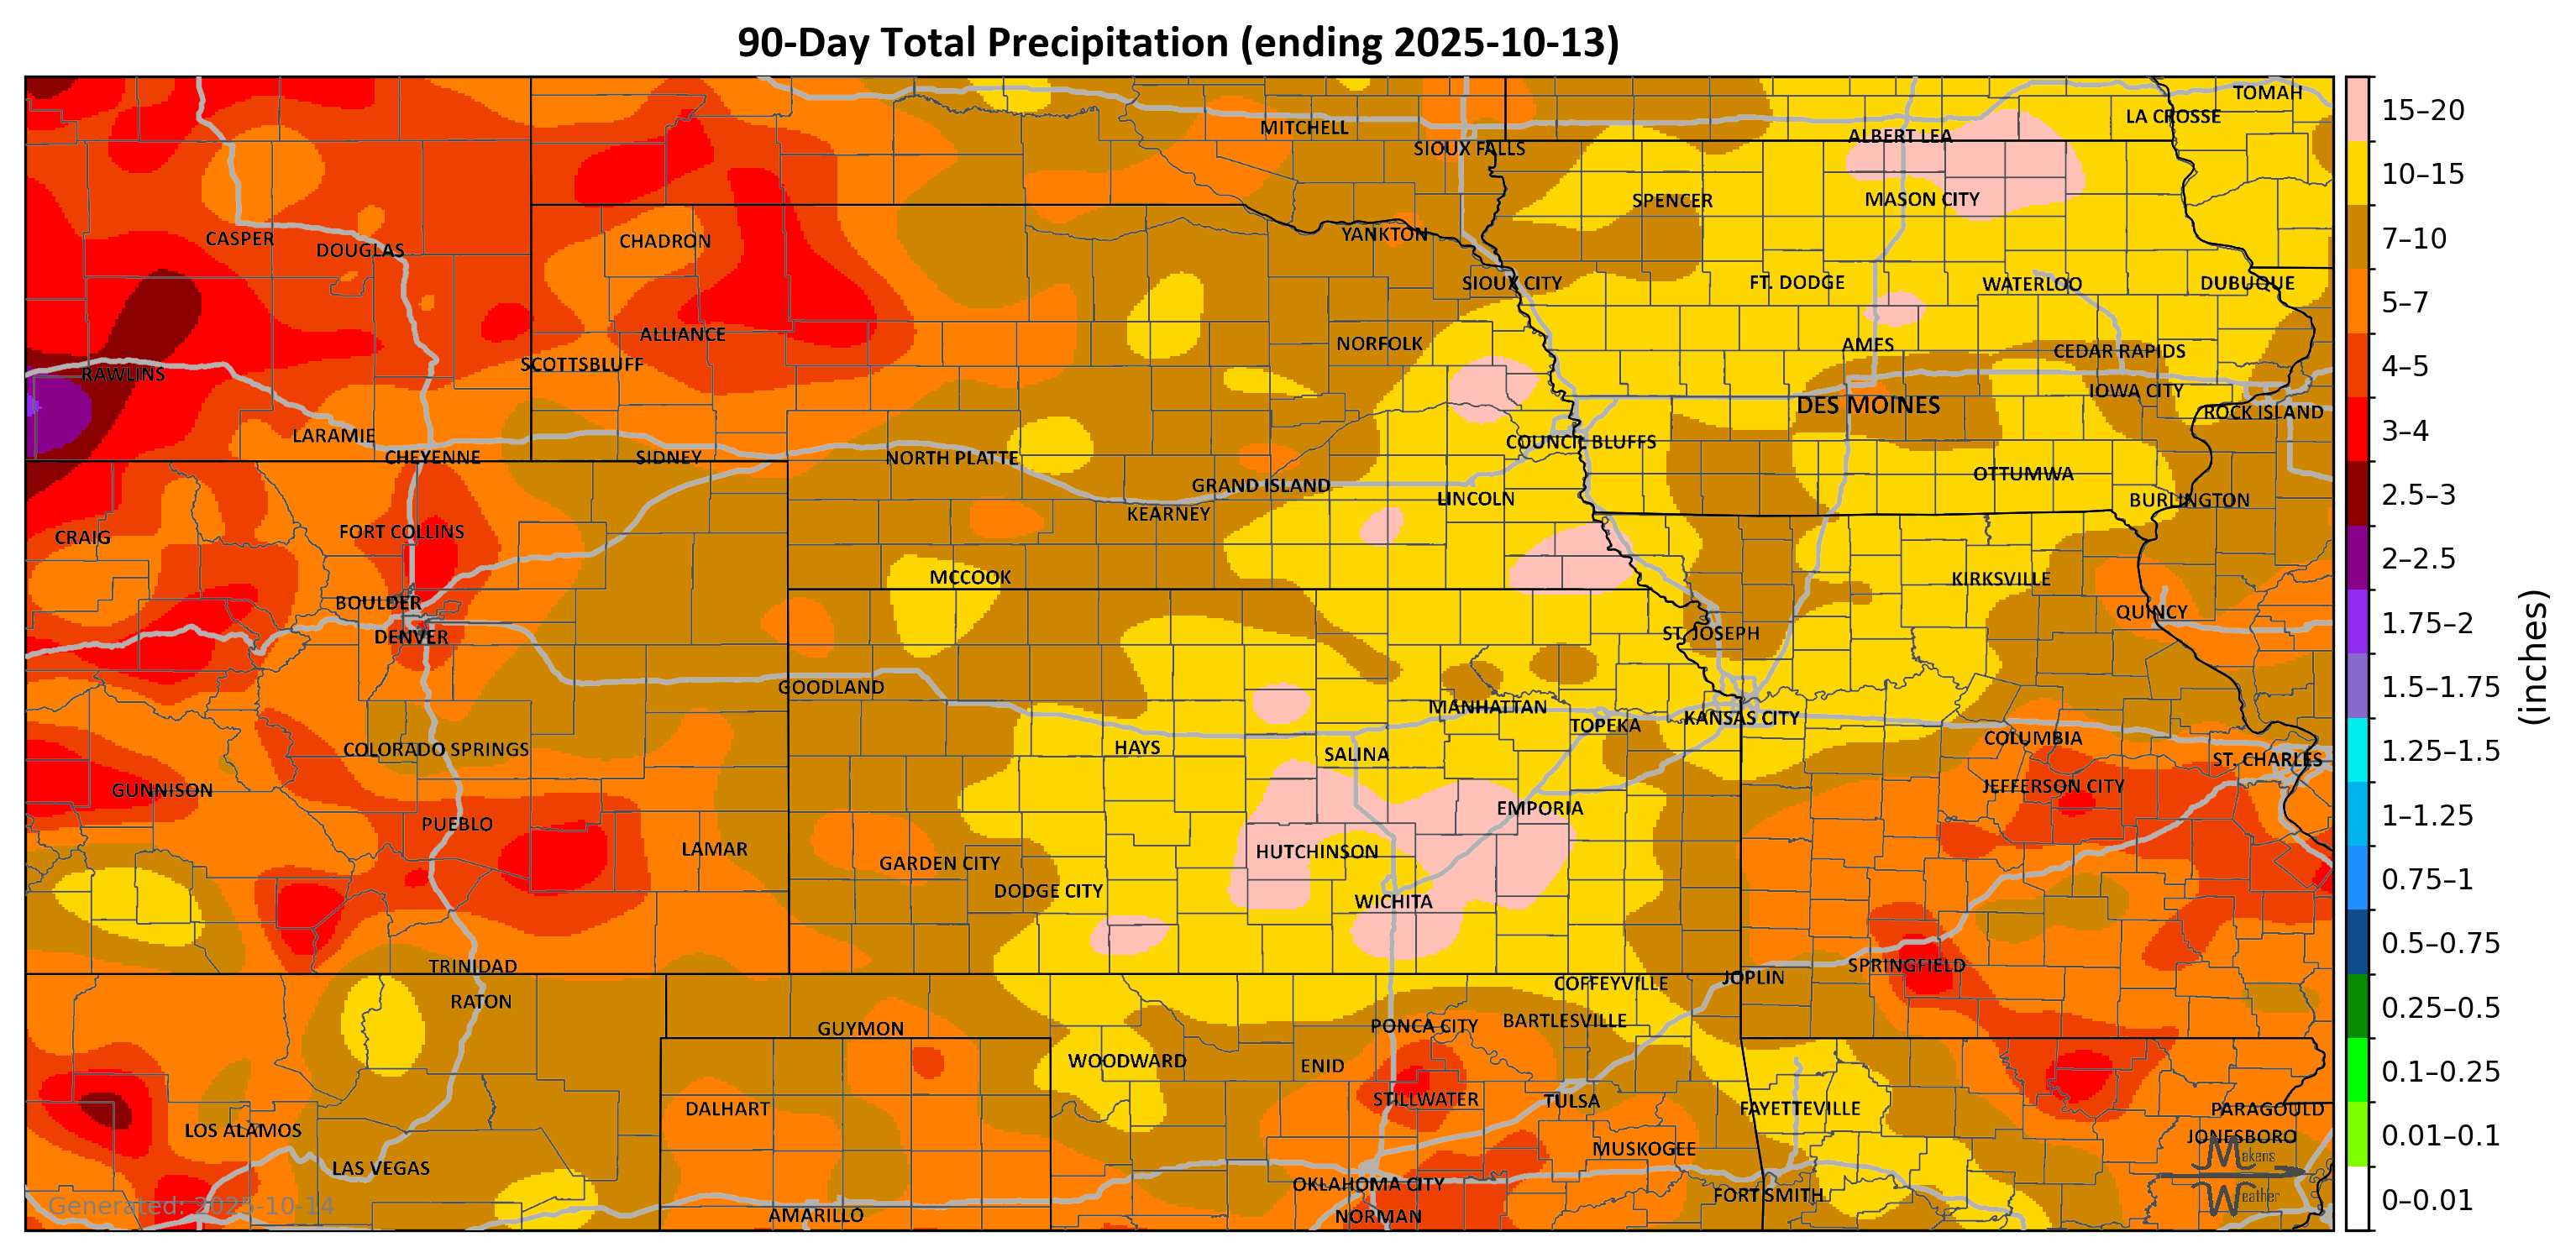 90-Day Total Precipitation (ending 2025-10-13)
TOMAH
LA CROSSE
MITCHELL
ALBERT LEA
SIOUX FALLS
SPENCER
MASON CITY
YANKTON
CASPER
CHADRON
DOUGLAS
SIOUX CITY
FT. DODGE
WATERLOO
DUBUQUE
ALLIANCE
NORFOLK
AMES
CEDAR RAPIDS
SCOTTSBLUFF
RAWLINS
IOWA CITY
DES MOINES
ROCK ISLAND
LARAMIE
COUNCIL BLUFFS
CHEYENNE
SIDNEY
NORTH PLATTE
OTTUMWA
GRAND ISLAND
LINCOLN
BURLINGTON
KEARNEY
FORT COLLINS
CRAIG
MCCOOK
KIRKSVILLE
BOULDER
QUINCY
DENVER
ST. JOSEPH
GOODLAND
MANHATTAN
KANSAS CITY
TOPEKA
COLUMBIA
COLORADO SPRINGS
HAYS
SALINA
ST. CHARLES
GUNNISON
JEFFERSON CITY
EMPORIA
PUEBLO
LAMAR
HUTCHINSON
GARDEN CITY
DODGE CITY
WICHITA
TRINIDAD
SPRINGFIELD
JOPLIN
COFFEYVILLE
RATON
BARTLESVILLE
PONCA CITY
GUYMON
WOODWARD
ENID
STILLWATER
TULSA
DALHART
FAYETTEVILLE
PARAGOULD
LOS ALAMOS
JONESBORO
MUSKOGEE
LAS VEGAS
OKLAHOMA CITY
FORT SMITH
AMARILLO
NORMAN
Generated: 2025-10-14
Makens
Weather
15–20
10–15
7–10
5–7
4–5
3–4
2.5–3
2–2.5
1.75–2
1.5–1.75
1.25–1.5
1–1.25
0.75–1
0.5–0.75
0.25–0.5
0.1–0.25
0.01–0.1
0–0.01
(inches)